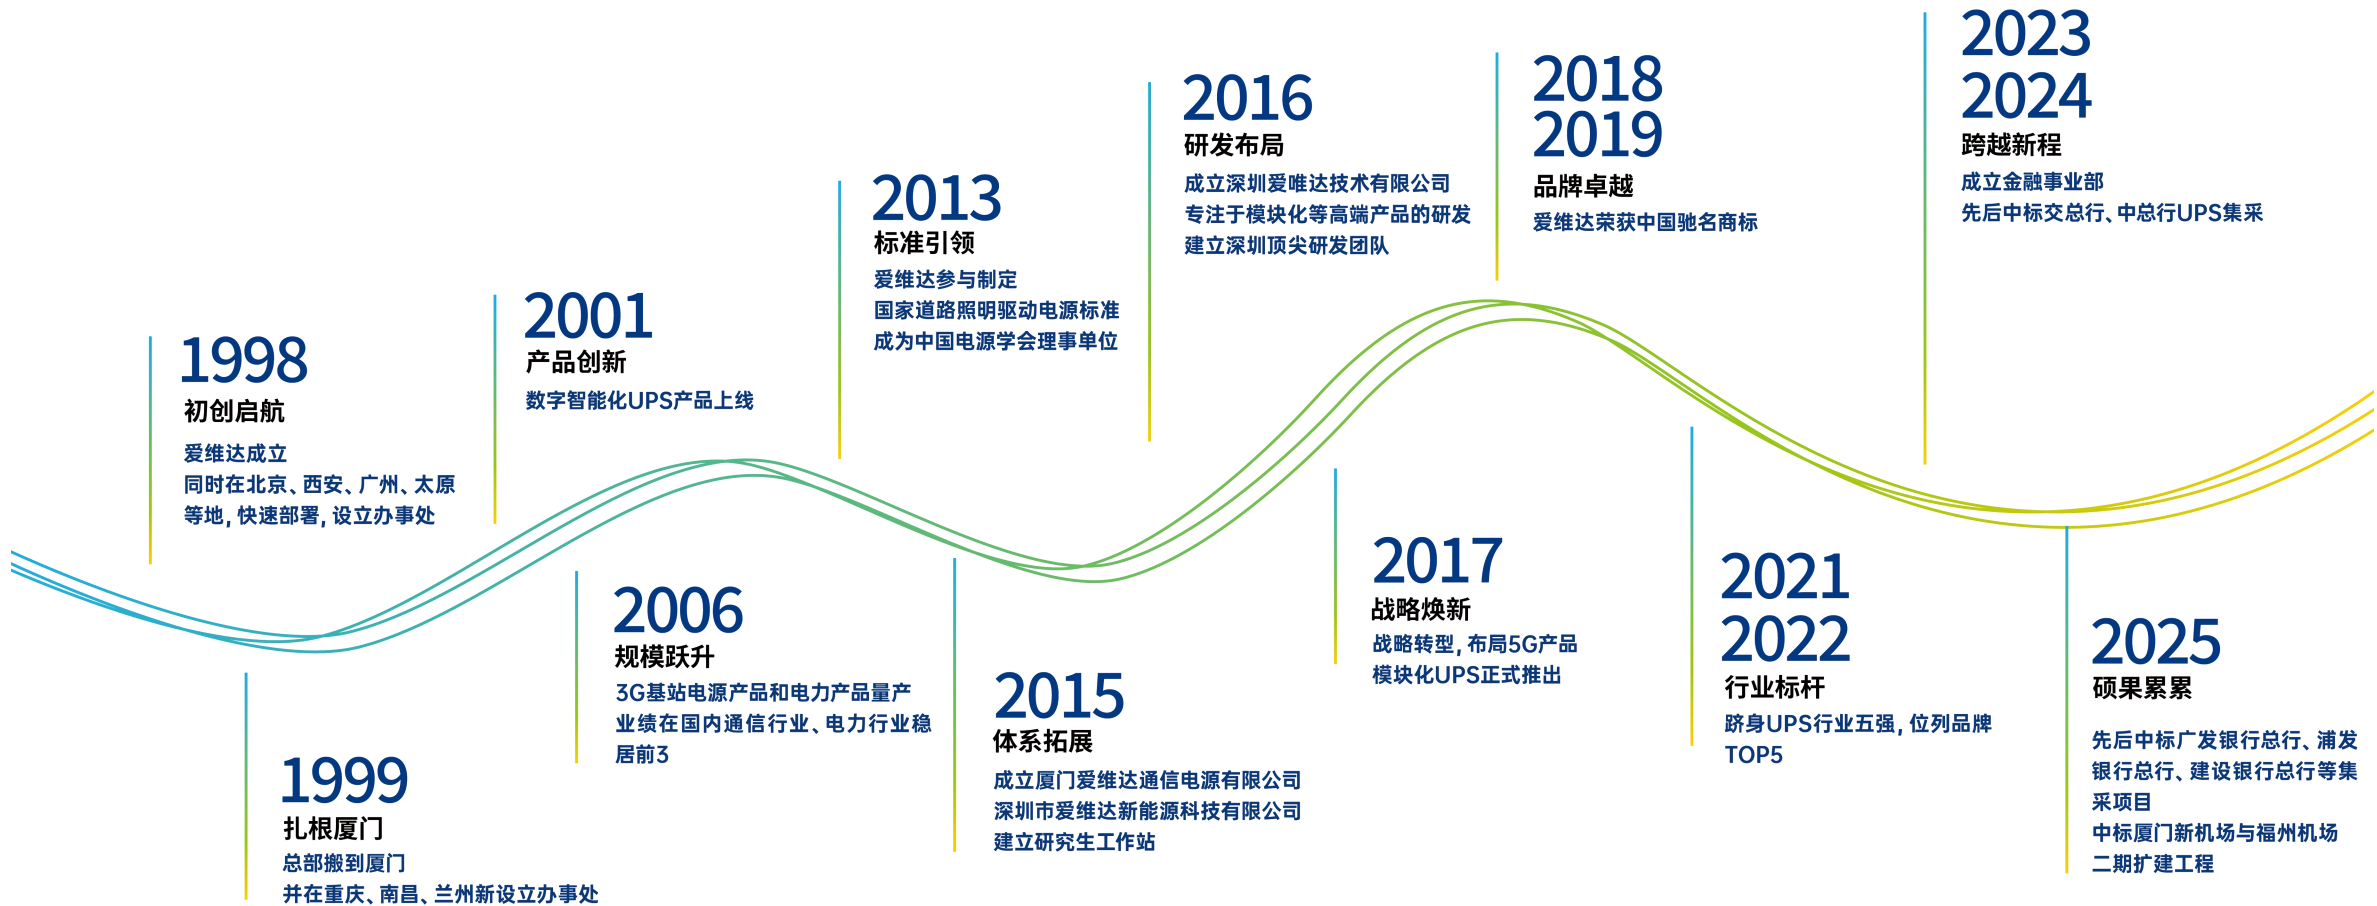 1998
初创启航
爱维达成立
同时在北京、西安、广州、太原
等地，快速部署，设立办事处
1999
扎根厦门
总部搬到厦门
并在重庆、南昌、兰州新设立办事处
2001
产品创新
数字智能化UPS产品上线
2006
规模跃升
3G基站电源产品和电力产品量产
业绩在国内通信行业、电力行业稳
居前3
2013
标准引领
爱维达参与制定
国家道路照明驱动电源标准
成为中国电源学会理事单位
2015
体系拓展
成立厦门爱维达通信电源有限公司
深圳市爱维达新能源科技有限公司
建立研究生工作站
2016
研发布局
成立深圳爱唯达技术有限公司
专注于模块化等高端产品的研发
建立深圳顶尖研发团队
2017
战略焕新
战略转型，布局5G产品
模块化UPS正式推出
2018
2019
品牌卓越
爱维达荣获中国驰名商标
2021
2022
行业标杆
跻身UPS行业五强，位列品牌
TOP5
2023
2024
跨越新程
成立金融事业部
先后中标交总行、中总行UPS集采
2025
硕果累累
先后中标广发银行总行、浦发
银行总行、建设银行总行等集
采项目
中标厦门新机场与福州机场
二期扩建工程